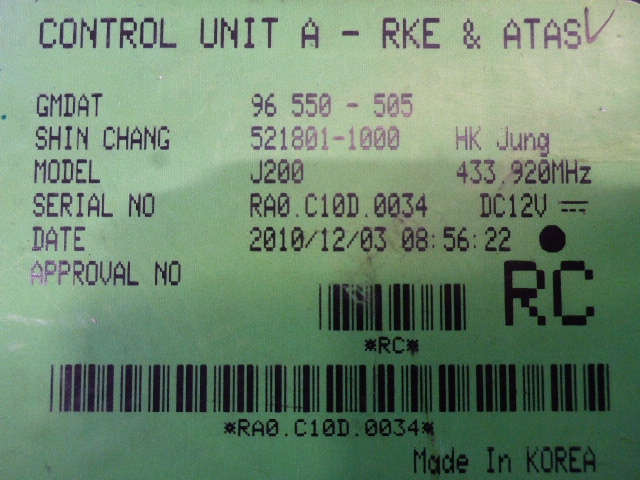 CONTROL UNIT A - RKE & ATAS
GMDAT 96 550 - 505
SHIN CHANG 521801-1000 HK Jung
MODEL J200 433.920MHz
SERIAL NO RA0.C10D.0034 DC12V
DATE 2010/12/03 08:56:22
APPROVAL NO
RC
*RC*
*RA0.C10D.0034*
Made In KOREA